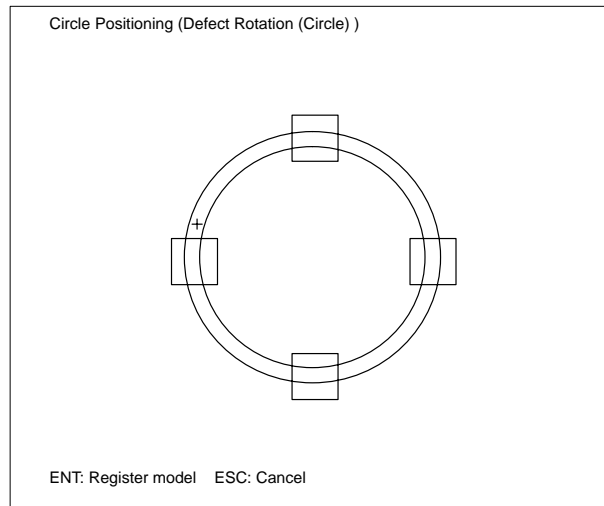 Circle Positioning (Defect Rotation (Circle) )
ENT: Register model ESC: Cancel